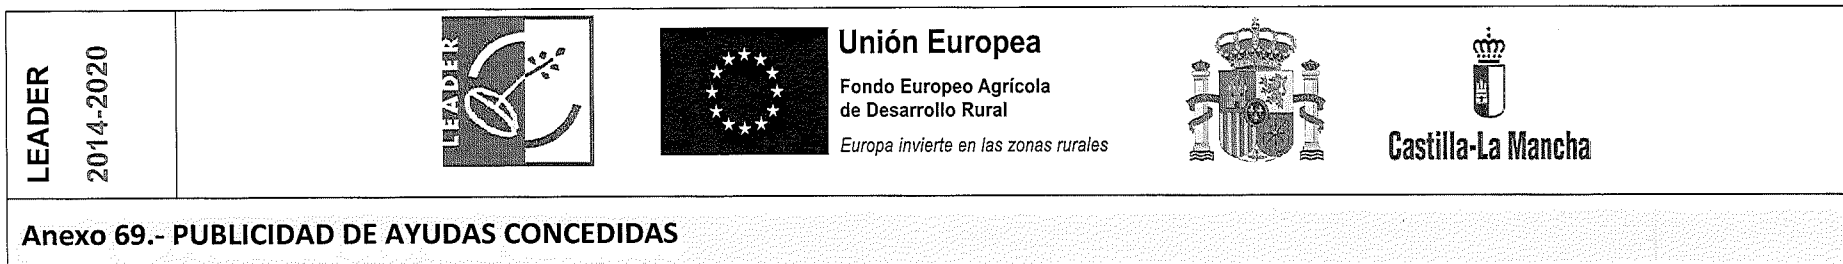 LEADER
2014-2020
LEADER
Unión Europea
Fondo Europeo Agrícola
de Desarrollo Rural
Europa invierte en las zonas rurales
Castilla-La Mancha
Anexo 69.- PUBLICIDAD DE AYUDAS CONCEDIDAS